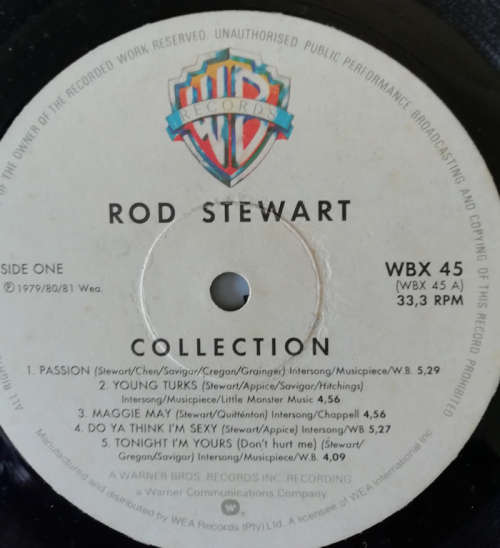 OF THE OWNER OF THE RECORDED WORK RESERVED. UNAUTHORISED PUBLIC PERFORMANCE BROADCASTING AND COPYING OF THIS RECORD PROHIBITED
WB
RECORDS
ROD STEWART
SIDE ONE
℗1979/80/81 Wea.
WBX 45
(WBX 45 A)
33,3 RPM
COLLECTION
1. PASSION (Stewart/Chen/Savigar/Cregan/Grainger) Intersong/Musicpiece/W.B. 5,29
2. YOUNG TURKS (Stewart/Appice/Savigar/Hitchings)
Intersong/Musicpiece/Little Monster Music 4,56
3. MAGGIE MAY (Stewart/Quittenton) Intersong/Chappell 4,56
4. DO YA THINK I'M SEXY (Stewart/Appice) Intersong/WB 5,27
5. TONIGHT I'M YOURS (Don't hurt me) (Stewart/
Gregan/Savigar) Intersong/Musicpiece/W.B. 4,09
A WARNER BROS. RECORDS INC. RECORDING
a Warner Communications Company
ALL
Manufactured and distributed by WEA Records (Pty) Ltd. A licensee of WEA International Inc